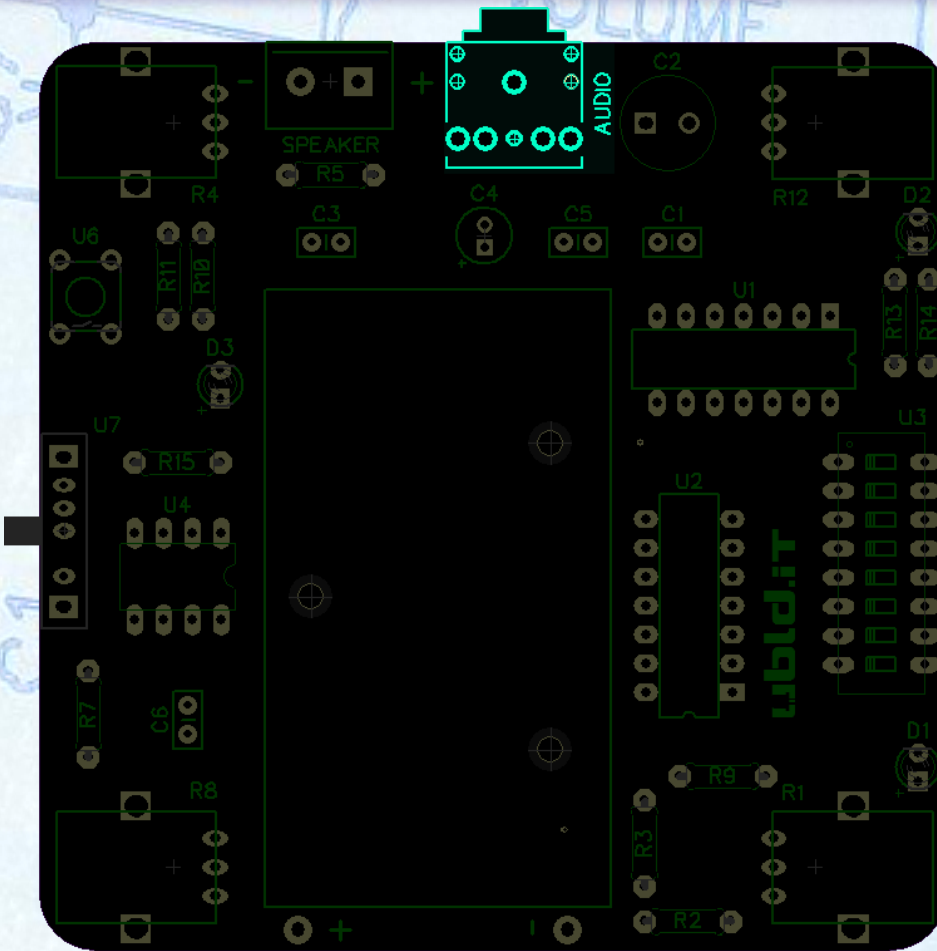 VOLUME
- +
SPEAKER
AUDIO
C2
R5
R4
R12
C4
D2
C3
C5
C1
U6
R11
R10
U1
R13
R14
D3
+
U7
U3
R15
U2
U4
ubld.it
R7
C6
D1
R9
R8
R1
R3
R2
+ -